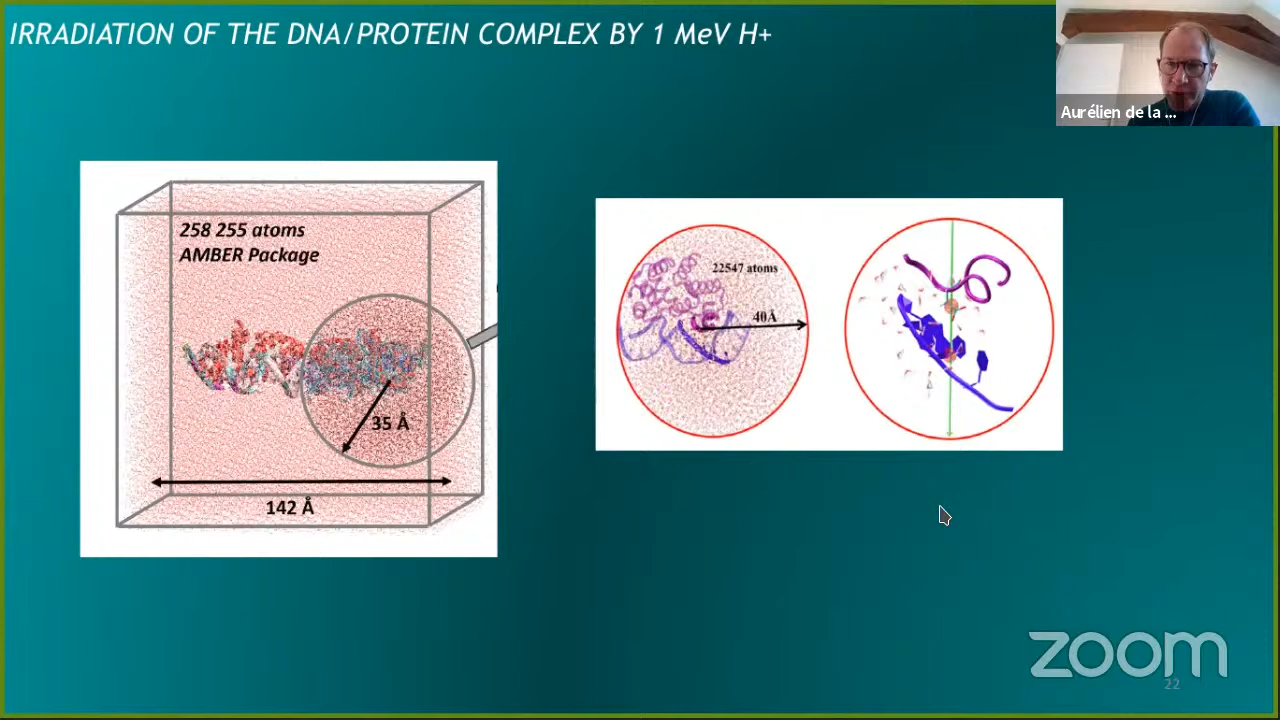 IRRADIATION OF THE DNA/PROTEIN COMPLEX BY 1 MeV H+
Aurélien de la ...
258 255 atoms
AMBER Package
35 Å
142 Å
22547 atoms
40Å
zoom
22